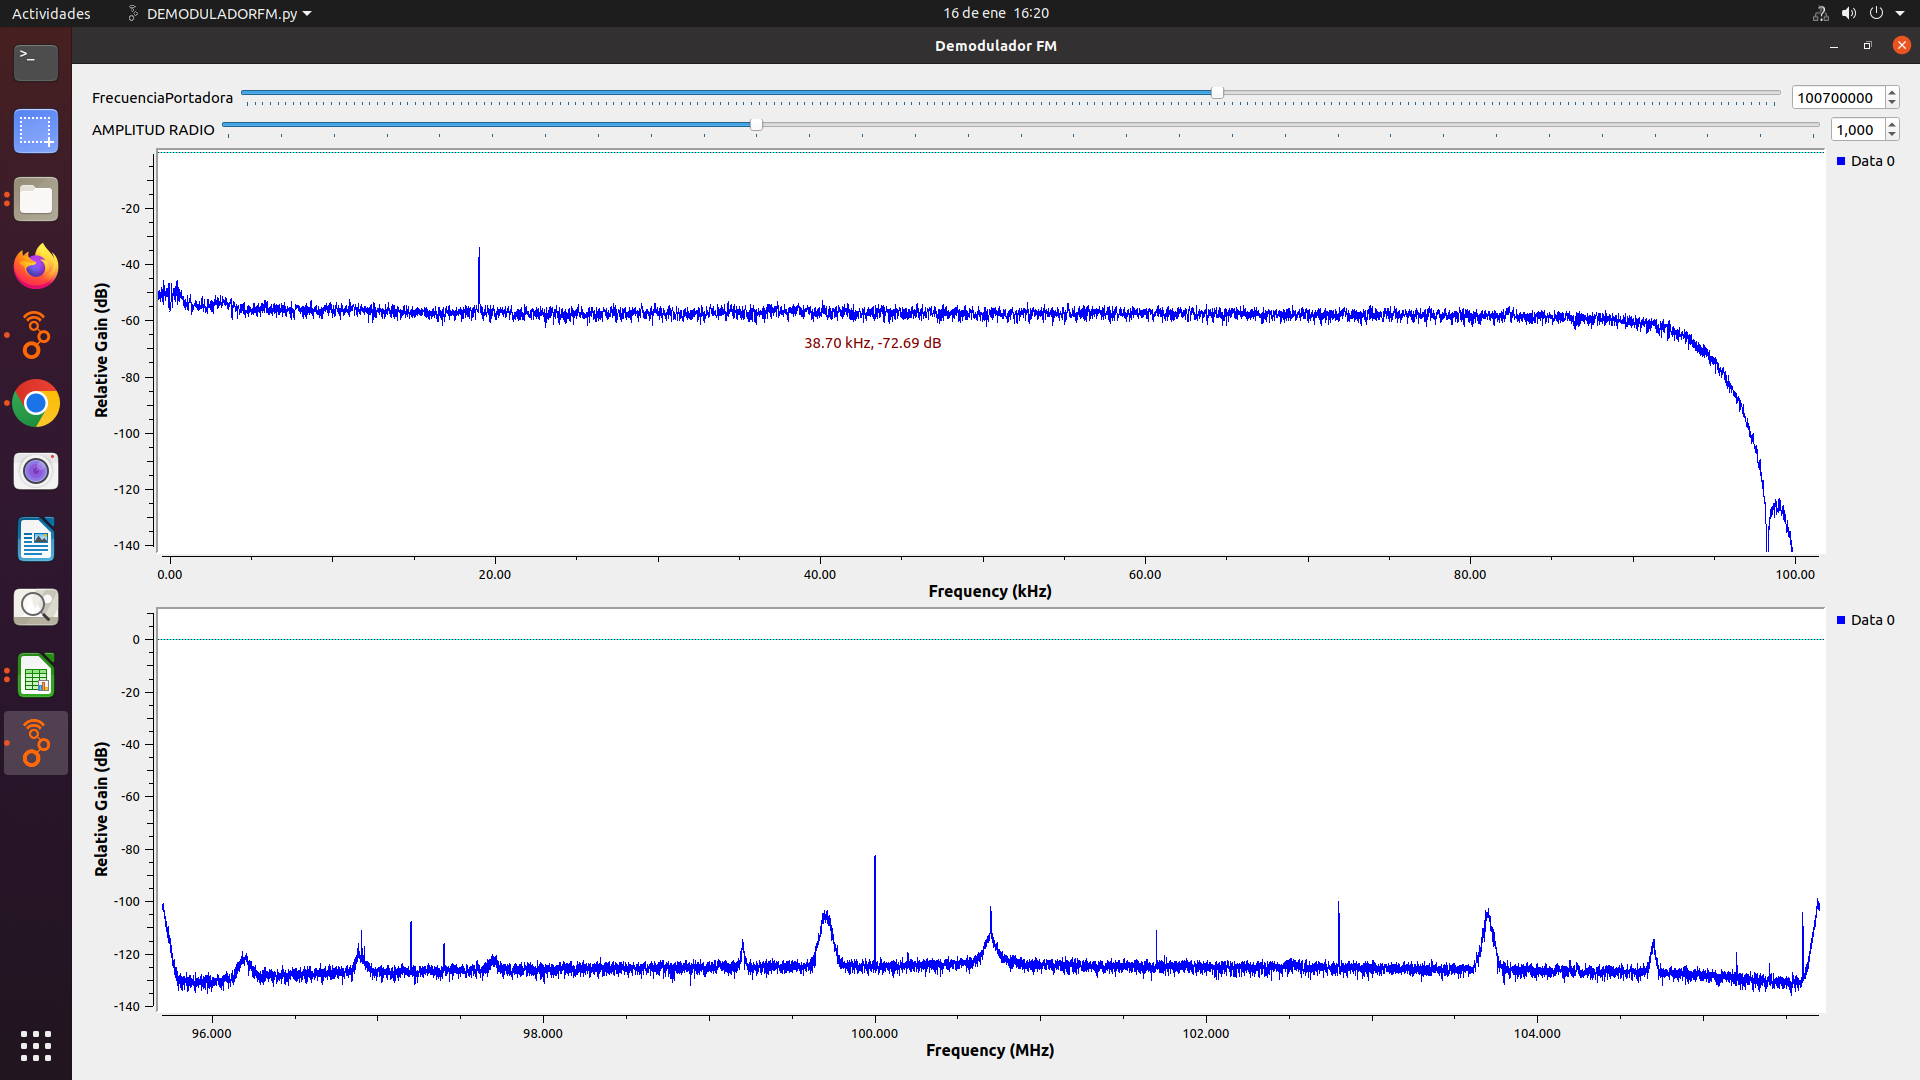 Actividades
DEMODULADORFM.py
16 de ene 16:20
Demodulador FM
FrecuenciaPortadora
100700000
AMPLITUD RADIO
1,000
Data 0
-20
-40
-60
-80
-100
-120
-140
Relative Gain (dB)
38.70 kHz, -72.69 dB
0.00 20.00 40.00 60.00 80.00 100.00
Frequency (kHz)
Data 0
0
-20
-40
-60
-80
-100
-120
-140
Relative Gain (dB)
96.000 98.000 100.000 102.000 104.000
Frequency (MHz)